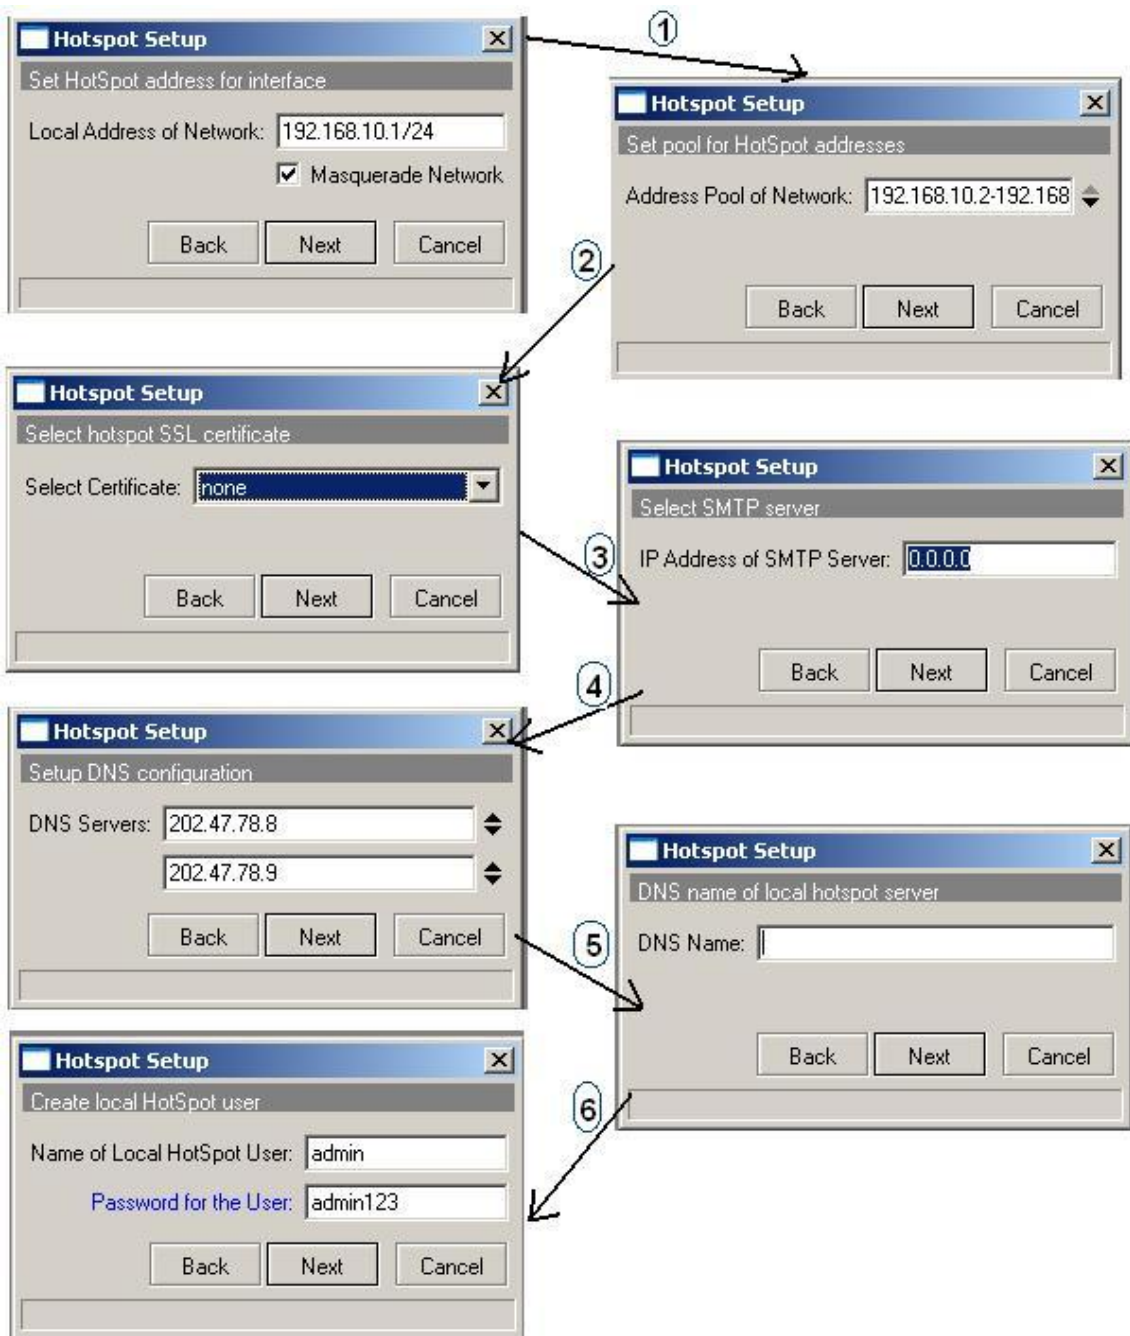 Hotspot Setup
Set HotSpot address for interface
Local Address of Network: 192.168.10.1/24
Masquerade Network
Back Next Cancel
1
Hotspot Setup
Set pool for HotSpot addresses
Address Pool of Network: 192.168.10.2-192.168
Back Next Cancel
2
Hotspot Setup
Select hotspot SSL certificate
Select Certificate: none
Back Next Cancel
3
Hotspot Setup
Select SMTP server
IP Address of SMTP Server: 0.0.0.0
Back Next Cancel
4
Hotspot Setup
Setup DNS configuration
DNS Servers: 202.47.78.8
202.47.78.9
Back Next Cancel
5
Hotspot Setup
DNS name of local hotspot server
DNS Name:
Back Next Cancel
6
Hotspot Setup
Create local HotSpot user
Name of Local HotSpot User: admin
Password for the User: admin123
Back Next Cancel